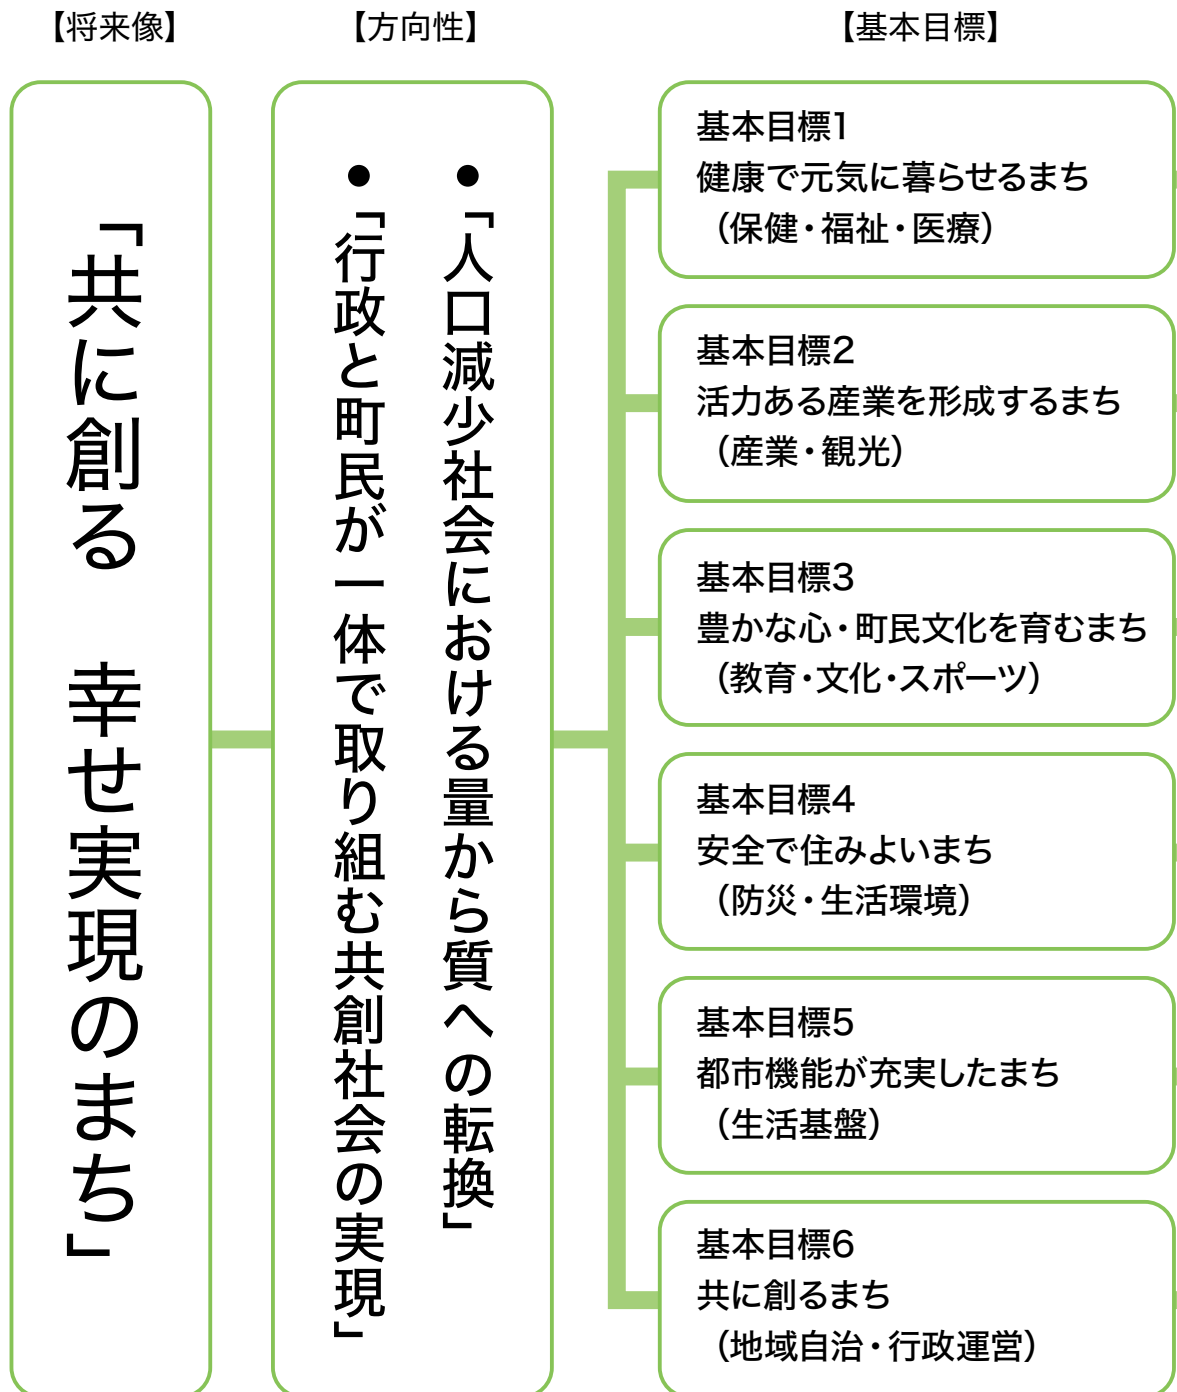 【将来像】
「共に創る　幸せ実現のまち」
【方向性】
●「人口減少社会における量から質への転換」
●「行政と町民が一体で取り組む共創社会の実現」
【基本目標】
基本目標1
健康で元気に暮らせるまち
（保健・福祉・医療）
基本目標2
活力ある産業を形成するまち
（産業・観光）
基本目標3
豊かな心・町民文化を育むまち
（教育・文化・スポーツ）
基本目標4
安全で住みよいまち
（防災・生活環境）
基本目標5
都市機能が充実したまち
（生活基盤）
基本目標6
共に創るまち
（地域自治・行政運営）